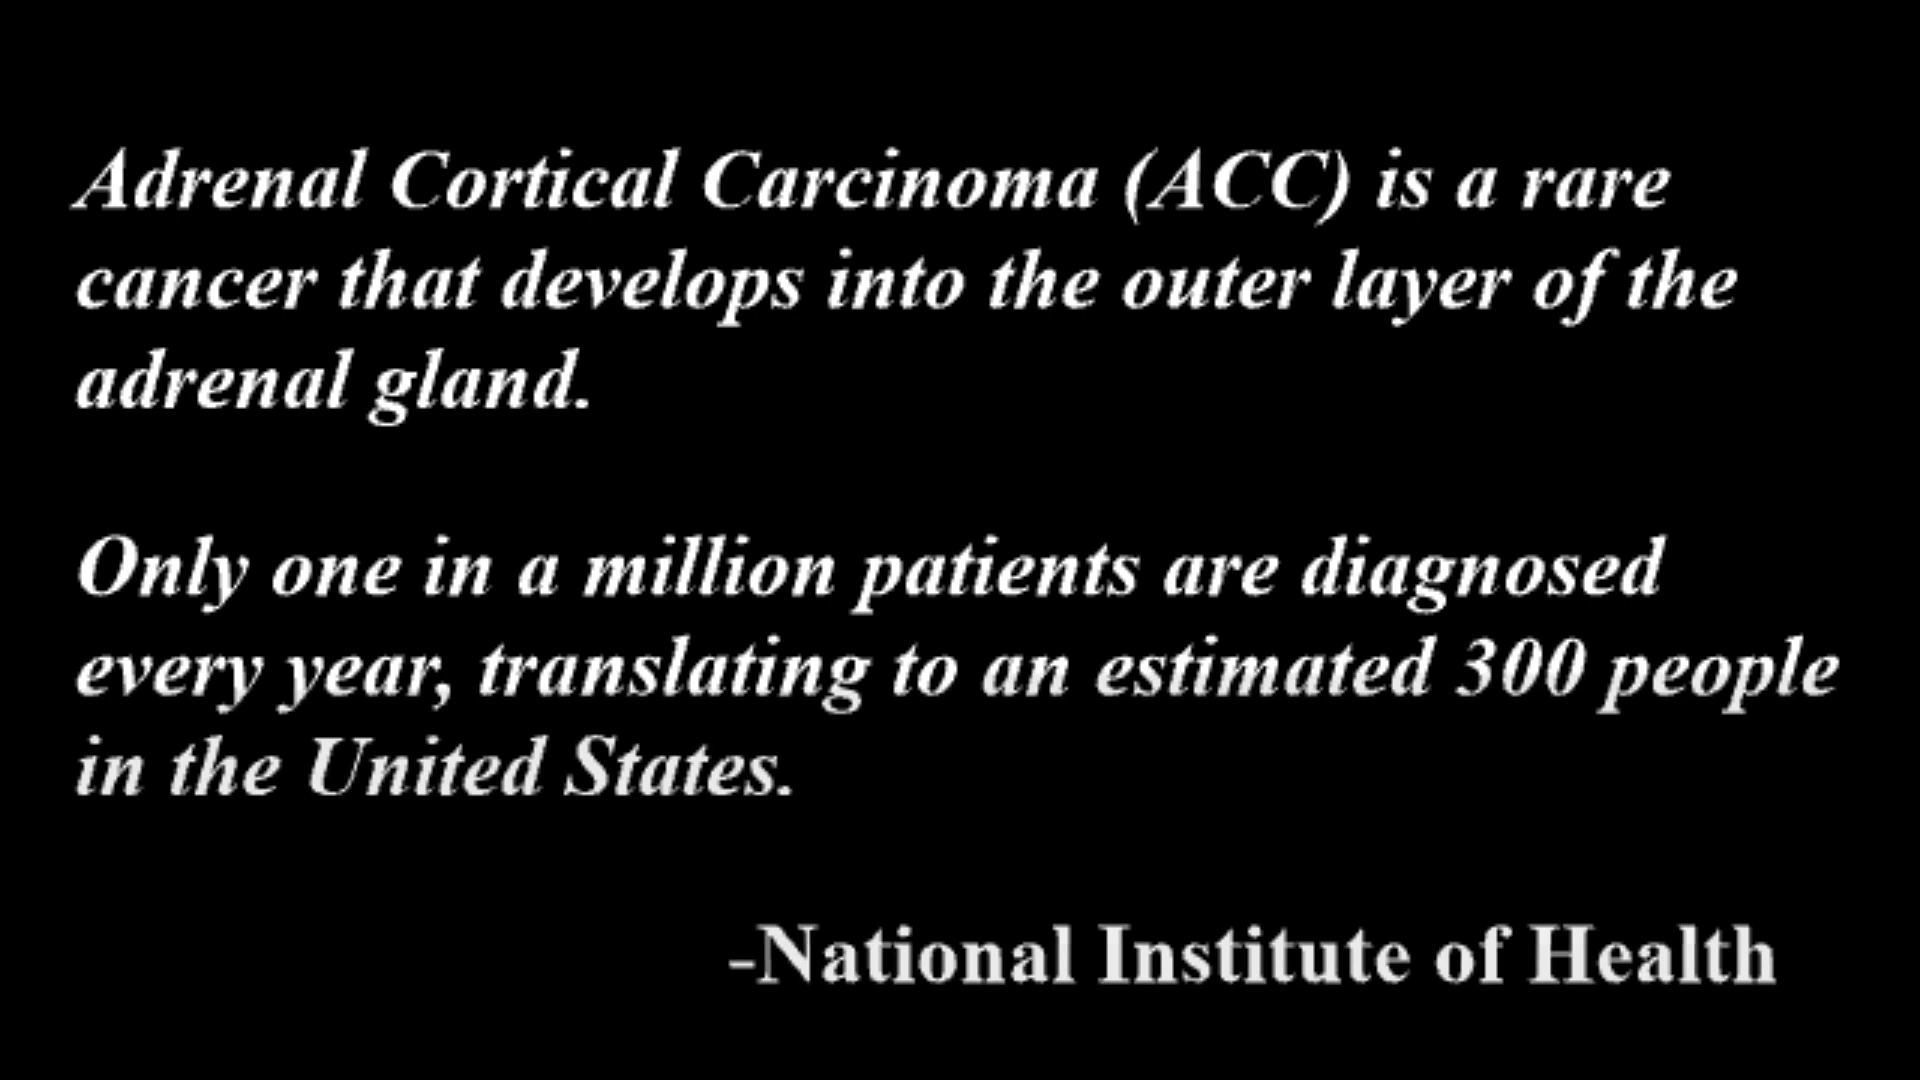 Adrenal Cortical Carcinoma (ACC) is a rare
cancer that develops into the outer layer of the
adrenal gland.
Only one in a million patients are diagnosed
every year, translating to an estimated 300 people
in the United States.
-National Institute of Health